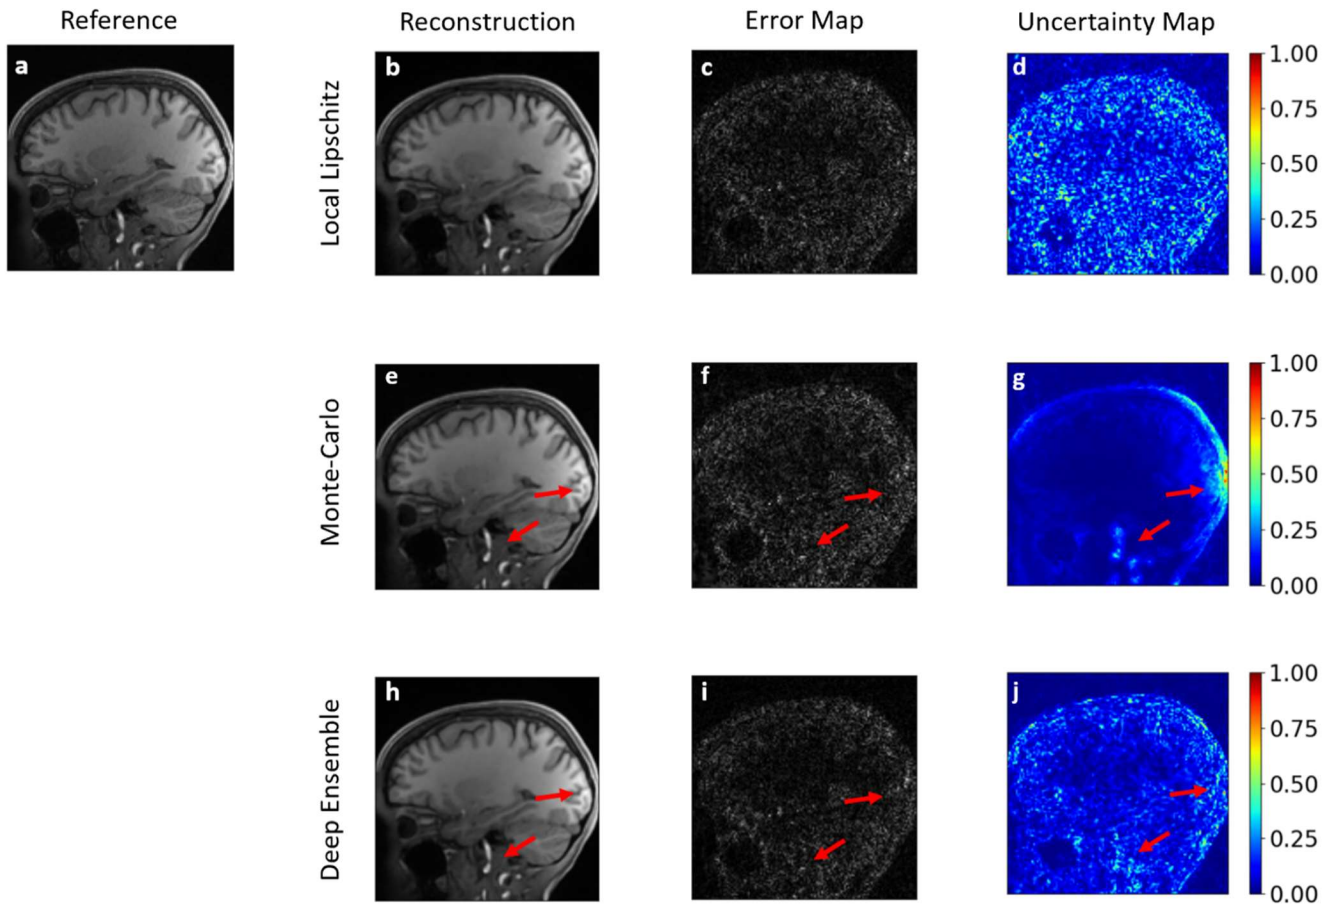 Reference
Reconstruction
Error Map
Uncertainty Map
Local Lipschitz
a
b
c
d
1.00
0.75
0.50
0.25
0.00
Monte-Carlo
e
f
g
1.00
0.75
0.50
0.25
0.00
Deep Ensemble
h
i
j
1.00
0.75
0.50
0.25
0.00